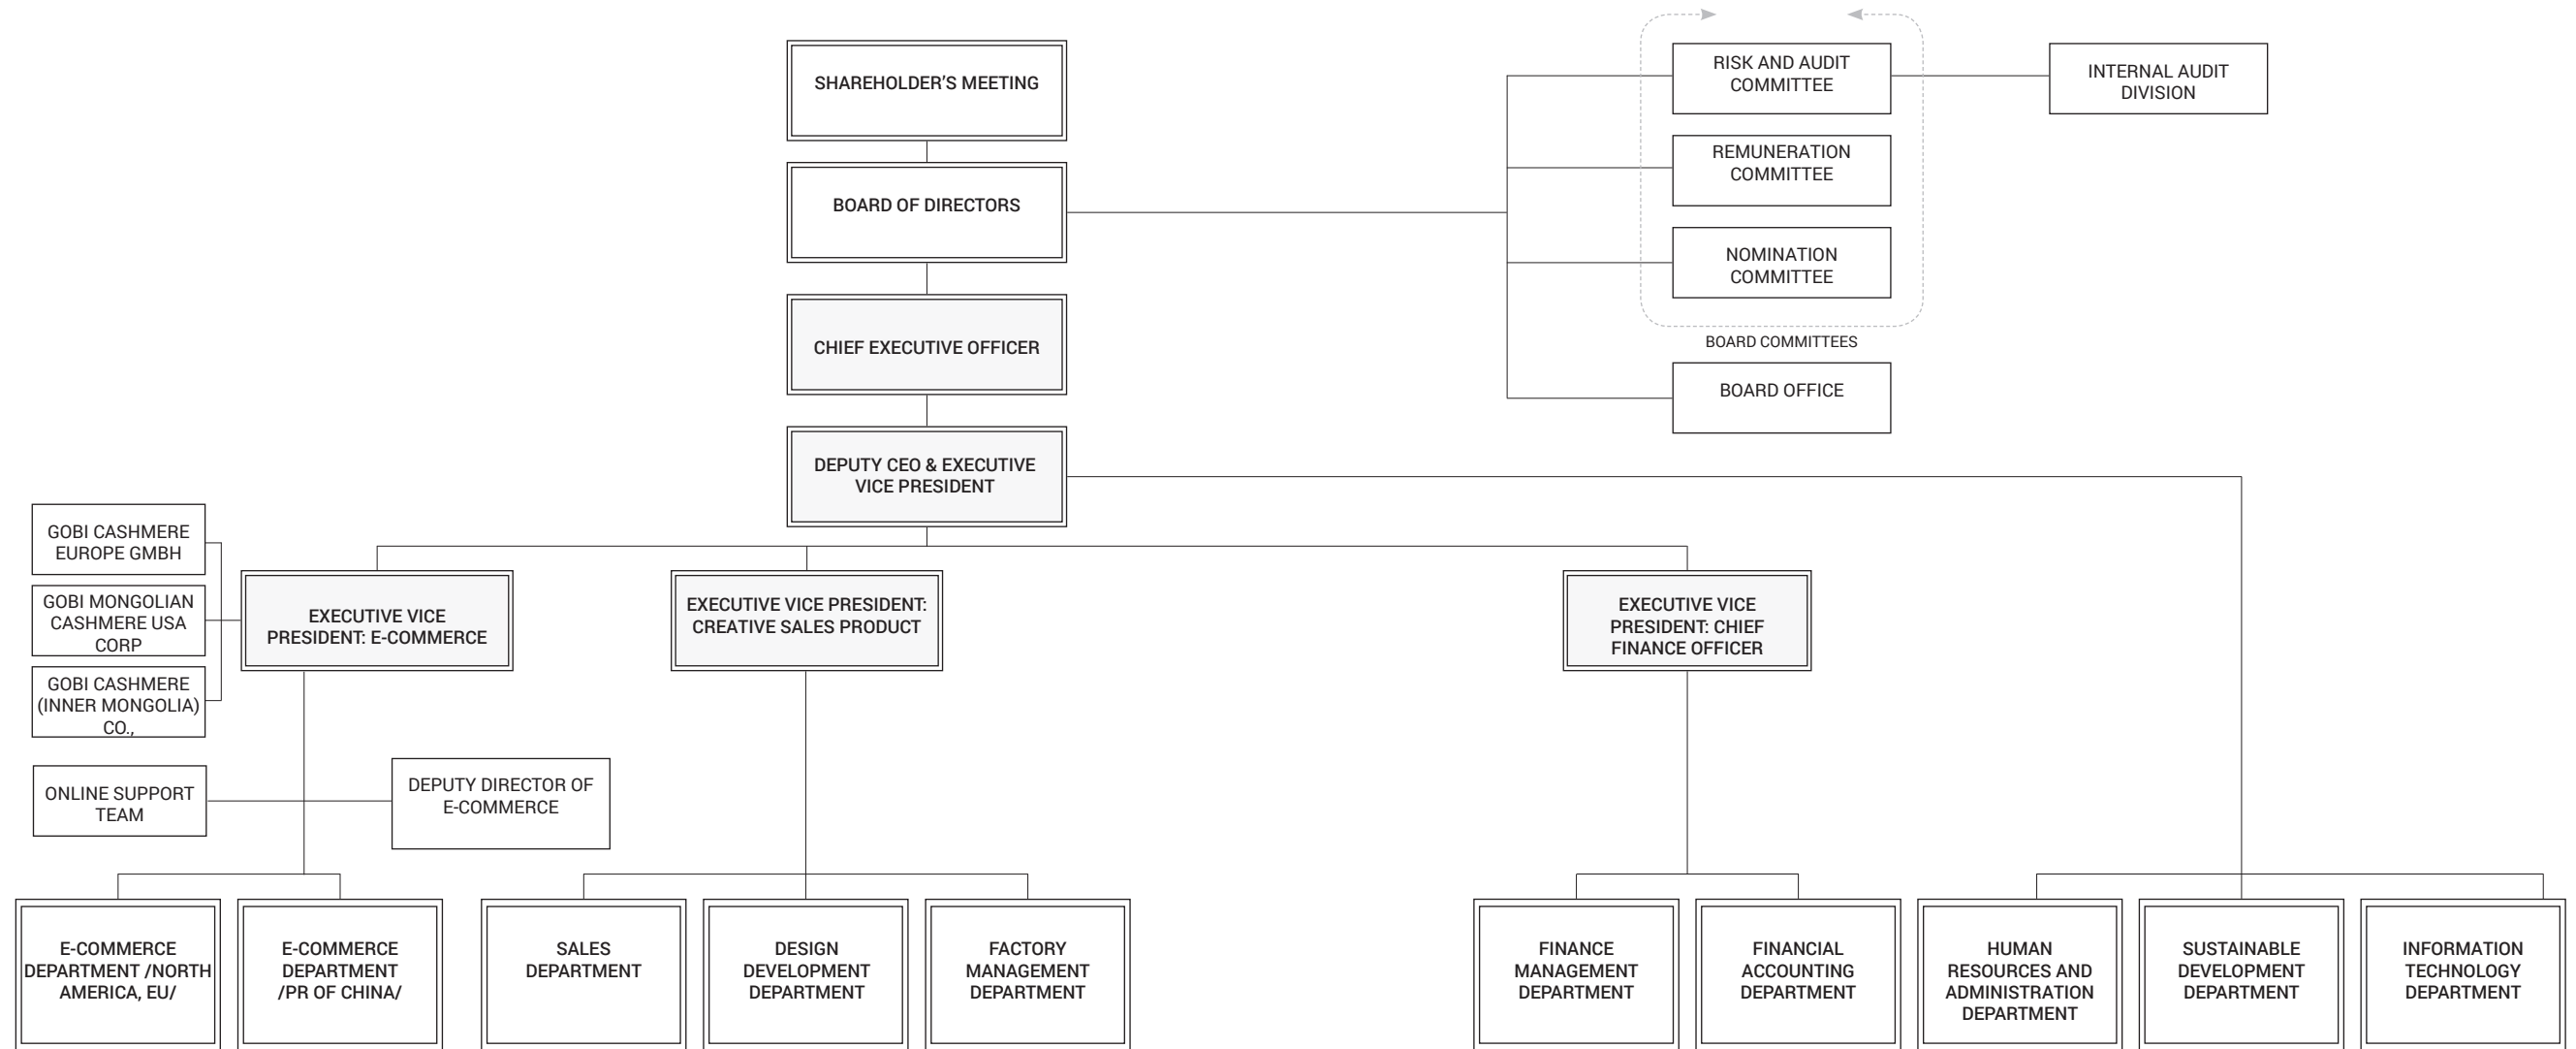 SHAREHOLDER'S MEETING
RISK AND AUDIT
COMMITTEE
INTERNAL AUDIT
DIVISION
REMUNERATION
COMMITTEE
BOARD OF DIRECTORS
NOMINATION
COMMITTEE
BOARD COMMITTEES
CHIEF EXECUTIVE OFFICER
BOARD OFFICE
DEPUTY CEO & EXECUTIVE
VICE PRESIDENT
GOBI CASHMERE
EUROPE GMBH
GOBI MONGOLIAN
CASHMERE USA
CORP
GOBI CASHMERE
(INNER MONGOLIA)
CO.,
EXECUTIVE VICE
PRESIDENT: E-COMMERCE
EXECUTIVE VICE PRESIDENT:
CREATIVE SALES PRODUCT
EXECUTIVE VICE
PRESIDENT: CHIEF
FINANCE OFFICER
ONLINE SUPPORT
TEAM
DEPUTY DIRECTOR OF
E-COMMERCE
E-COMMERCE
DEPARTMENT /NORTH
AMERICA, EU/
E-COMMERCE
DEPARTMENT
/PR OF CHINA/
SALES
DEPARTMENT
DESIGN
DEVELOPMENT
DEPARTMENT
FACTORY
MANAGEMENT
DEPARTMENT
FINANCE
MANAGEMENT
DEPARTMENT
FINANCIAL
ACCOUNTING
DEPARTMENT
HUMAN
RESOURCES AND
ADMINISTRATION
DEPARTMENT
SUSTAINABLE
DEVELOPMENT
DEPARTMENT
INFORMATION
TECHNOLOGY
DEPARTMENT